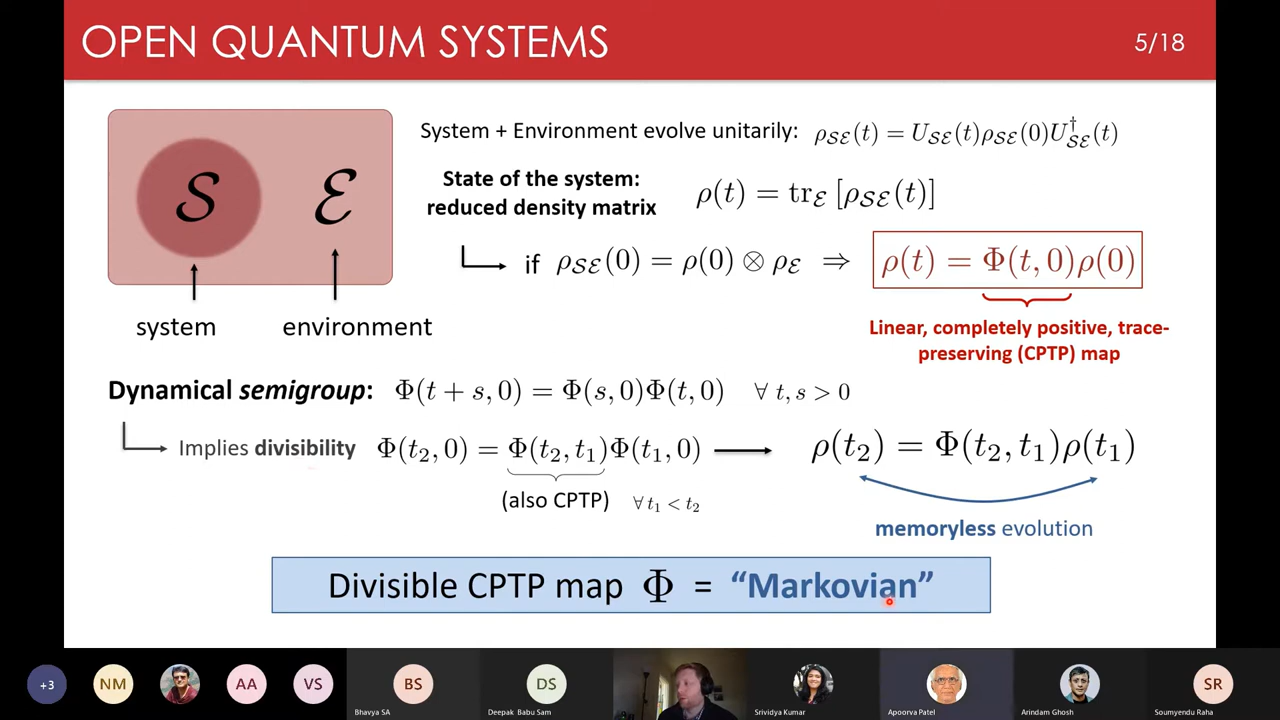 OPEN QUANTUM SYSTEMS
5/18
𝒮 ℰ
system environment
System + Environment evolve unitarily: ρ_𝒮ℰ(t) = U_𝒮ℰ(t)ρ_𝒮ℰ(0)U†_𝒮ℰ(t)
State of the system:
reduced density matrix
ρ(t) = tr_ℰ [ρ_𝒮ℰ(t)]
if ρ_𝒮ℰ(0) = ρ(0) ⊗ ρ_ℰ ⇒ ρ(t) = Φ(t, 0)ρ(0)
Linear, completely positive, trace-
preserving (CPTP) map
Dynamical semigroup: Φ(t + s, 0) = Φ(s, 0)Φ(t, 0) ∀ t, s > 0
Implies divisibility Φ(t₂, 0) = Φ(t₂, t₁)Φ(t₁, 0) ρ(t₂) = Φ(t₂, t₁)ρ(t₁)
(also CPTP) ∀ t₁ < t₂
memoryless evolution
Divisible CPTP map Φ = “Markovian”
+3 NM AA VS BS DS SR
Bhavya SA
Deepak Babu Sam
Srividya Kumar
Apoorva Patel
Arindam Ghosh
Soumyendu Raha